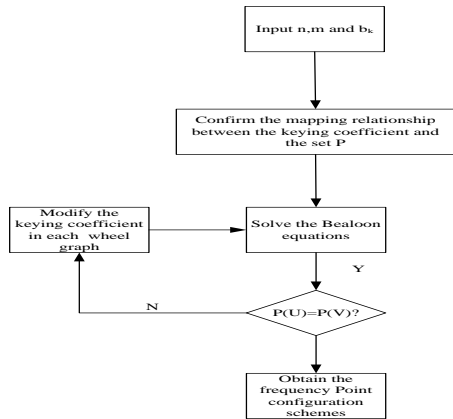 Input n,m and bₖ
Confirm the mapping relationship
between the keying coefficient and
the set P
Modify the
keying coefficient
in each wheel
graph
Solve the Bealoon
equations
Y
N
P(U)=P(V)?
Obtain the
frequency Point
configuration
schemes